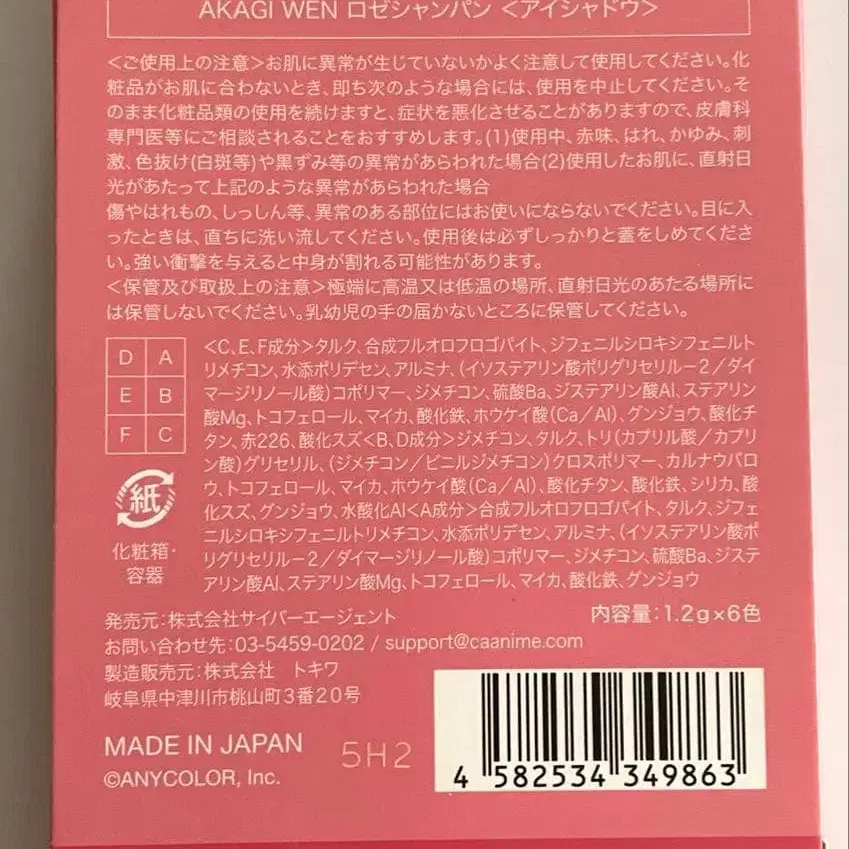 AKAGI WEN ロゼシャンパン <アイシャドウ>
<ご使用上の注意>お肌に異常が生じていないかよく注意して使用してください。化
粧品がお肌に合わないとき、即ち次のような場合には、使用を中止してください。そ
のまま化粧品類の使用を続けますと、症状を悪化させることがありますので、皮膚科
専門医等にご相談されることをおすすめします。(1)使用中、赤味、はれ、かゆみ、刺
激、色抜け(白斑等)や黒ずみ等の異常があらわれた場合(2)使用したお肌に、直射日
光があたって上記のような異常があらわれた場合
傷やはれもの、しっしん等、異常のある部位にはお使いにならないでください。目に入
ったときは、直ちに洗い流してください。使用後は必ずしっかりと蓋をしめてくださ
い。強い衝撃を与えると中身が割れる可能性があります。
<保管及び取扱上の注意>極端に高温又は低温の場所、直射日光のあたる場所に
は保管しないでください。乳幼児の手の届かないところに保管してください。
D A
E B
F C
<C、E、F成分>タルク、合成フルオロフロゴパイト、ジフェニルシロキシフェニルト
リメチコン、水添ポリデセン、アルミナ、(イソステアリン酸ポリグリセリル-2/ダイ
マージリノール酸)コポリマー、ジメチコン、硫酸Ba、ジステアリン酸Al、ステアリン
酸Mg、トコフェロール、マイカ、酸化鉄、ホウケイ酸(Ca/Al)、グンジョウ、酸化チ
タン、赤226、酸化スズ<B、D成分>ジメチコン、タルク、トリ(カプリル酸/カプリ
ン酸)グリセリル、(ジメチコン/ビニルジメチコン)クロスポリマー、カルナウバロ
ウ、トコフェロール、マイカ、ホウケイ酸(Ca/Al)、酸化チタン、酸化鉄、シリカ、酸
化スズ、グンジョウ、水酸化Al<A成分>合成フルオロフロゴパイト、タルク、ジフェ
ニルシロキシフェニルトリメチコン、水添ポリデセン、アルミナ、(イソステアリン酸ポ
リグリセリル-2/ダイマージリノール酸)コポリマー、ジメチコン、硫酸Ba、ジステ
アリン酸Al、ステアリン酸Mg、トコフェロール、マイカ、酸化鉄、グンジョウ
紙
化粧箱・
容器
発売元:株式会社サイバーエージェント
内容量:1.2g×6色
お問い合わせ先:03-5459-0202 / support@caanime.com
製造販売元:株式会社 トキワ
岐阜県中津川市桃山町3番20号
MADE IN JAPAN
5H2
©ANYCOLOR, Inc.
4 582534 349863